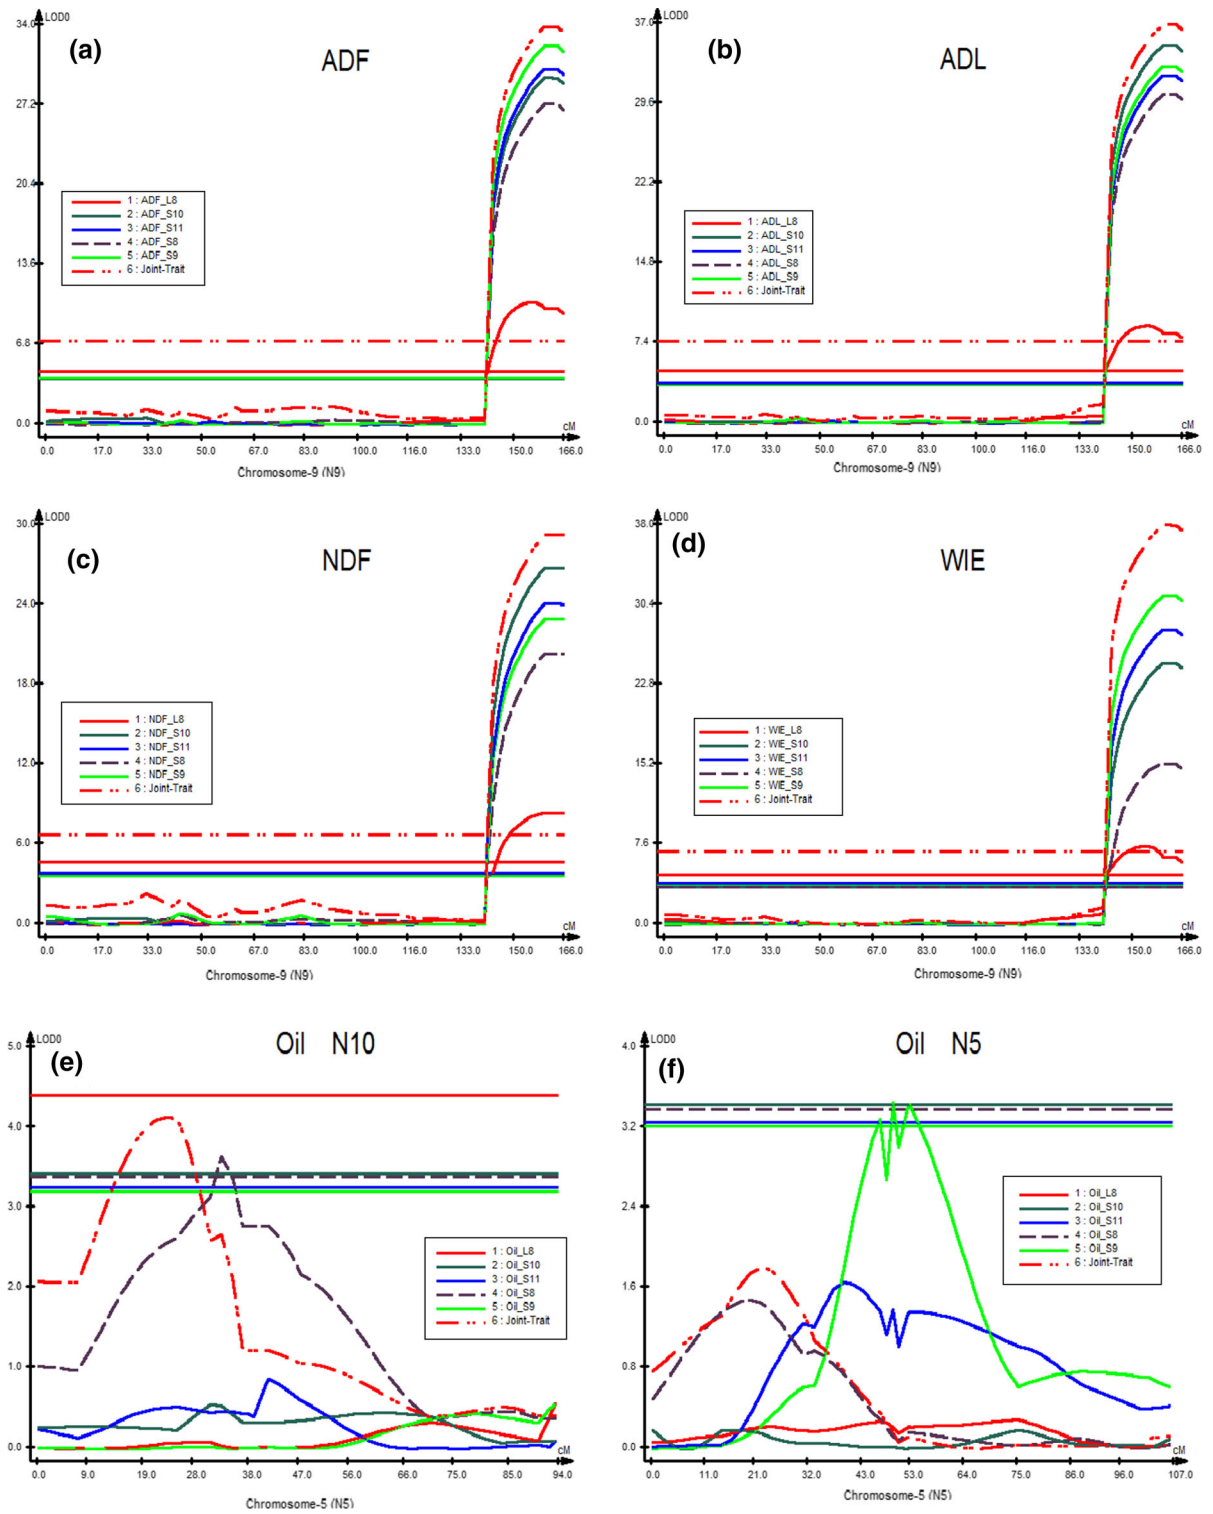 (a)
ADF
LOD0
34.0
27.2
20.4
13.6
6.8
0.0
1 : ADF_L8
2 : ADF_S10
3 : ADF_S11
4 : ADF_S8
5 : ADF_S9
6 : Joint-Trait
cM
0.0 17.0 33.0 50.0 67.0 83.0 100.0 116.0 133.0 150.0 166.0
Chromosome-9 (N9)
(b)
ADL
LOD0
37.0
29.6
22.2
14.8
7.4
0.0
1 : ADL_L8
2 : ADL_S10
3 : ADL_S11
4 : ADL_S8
5 : ADL_S9
6 : Joint-Trait
cM
0.0 17.0 33.0 50.0 67.0 83.0 100.0 116.0 133.0 150.0 166.0
Chromosome-9 (N9)
(c)
NDF
LOD0
30.0
24.0
18.0
12.0
6.0
0.0
1 : NDF_L8
2 : NDF_S10
3 : NDF_S11
4 : NDF_S8
5 : NDF_S9
6 : Joint-Trait
cM
0.0 17.0 33.0 50.0 67.0 83.0 100.0 116.0 133.0 150.0 166.0
Chromosome-9 (N9)
(d)
WIE
LOD0
38.0
30.4
22.8
15.2
7.6
0.0
1 : WIE_L8
2 : WIE_S10
3 : WIE_S11
4 : WIE_S8
5 : WIE_S9
6 : Joint-Trait
cM
0.0 17.0 33.0 50.0 67.0 83.0 100.0 116.0 133.0 150.0 166.0
Chromosome-9 (N9)
(e)
Oil N10
LOD0
5.0
4.0
3.0
2.0
1.0
0.0
1 : Oil_L8
2 : Oil_S10
3 : Oil_S11
4 : Oil_S8
5 : Oil_S9
6 : Joint-Trait
cM
0.0 9.0 19.0 28.0 38.0 47.0 56.0 66.0 75.0 85.0 94.0
Chromosome-5 (N5)
(f)
Oil N5
LOD0
4.0
3.2
2.4
1.6
0.8
0.0
1 : Oil_L8
2 : Oil_S10
3 : Oil_S11
4 : Oil_S8
5 : Oil_S9
6 : Joint-Trait
cM
0.0 11.0 21.0 32.0 43.0 53.0 64.0 75.0 86.0 96.0 107.0
Chromosome-5 (N5)